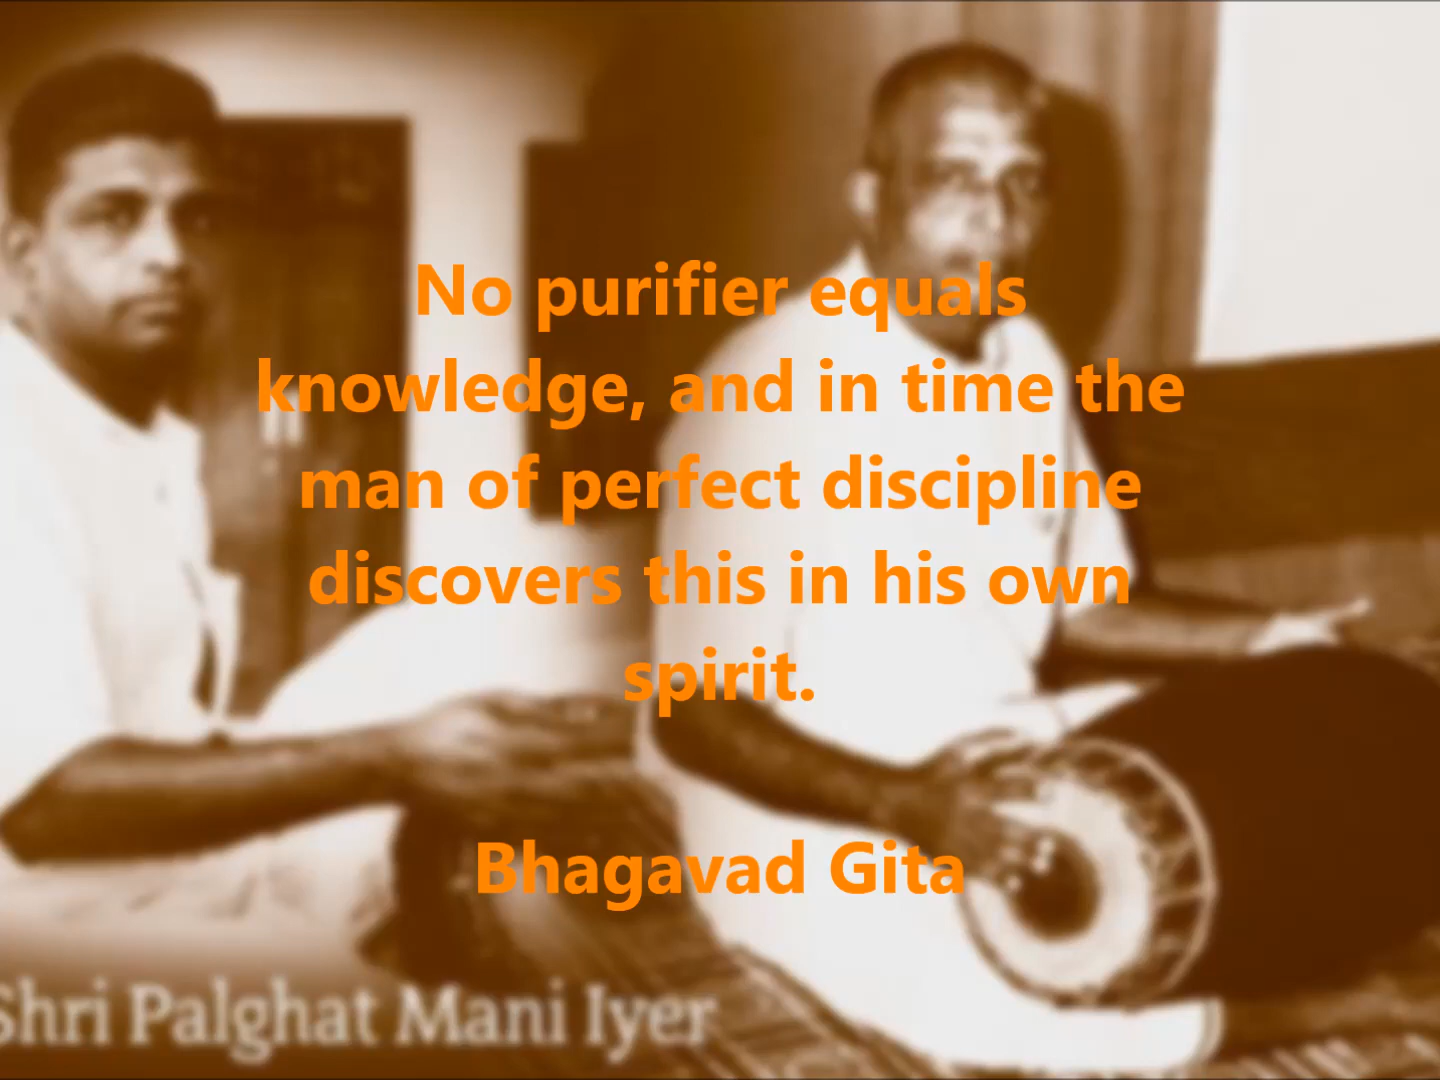 No purifier equals
knowledge, and in time the
man of perfect discipline
discovers this in his own
spirit.
Bhagavad Gita
Shri Palghat Mani Iyer